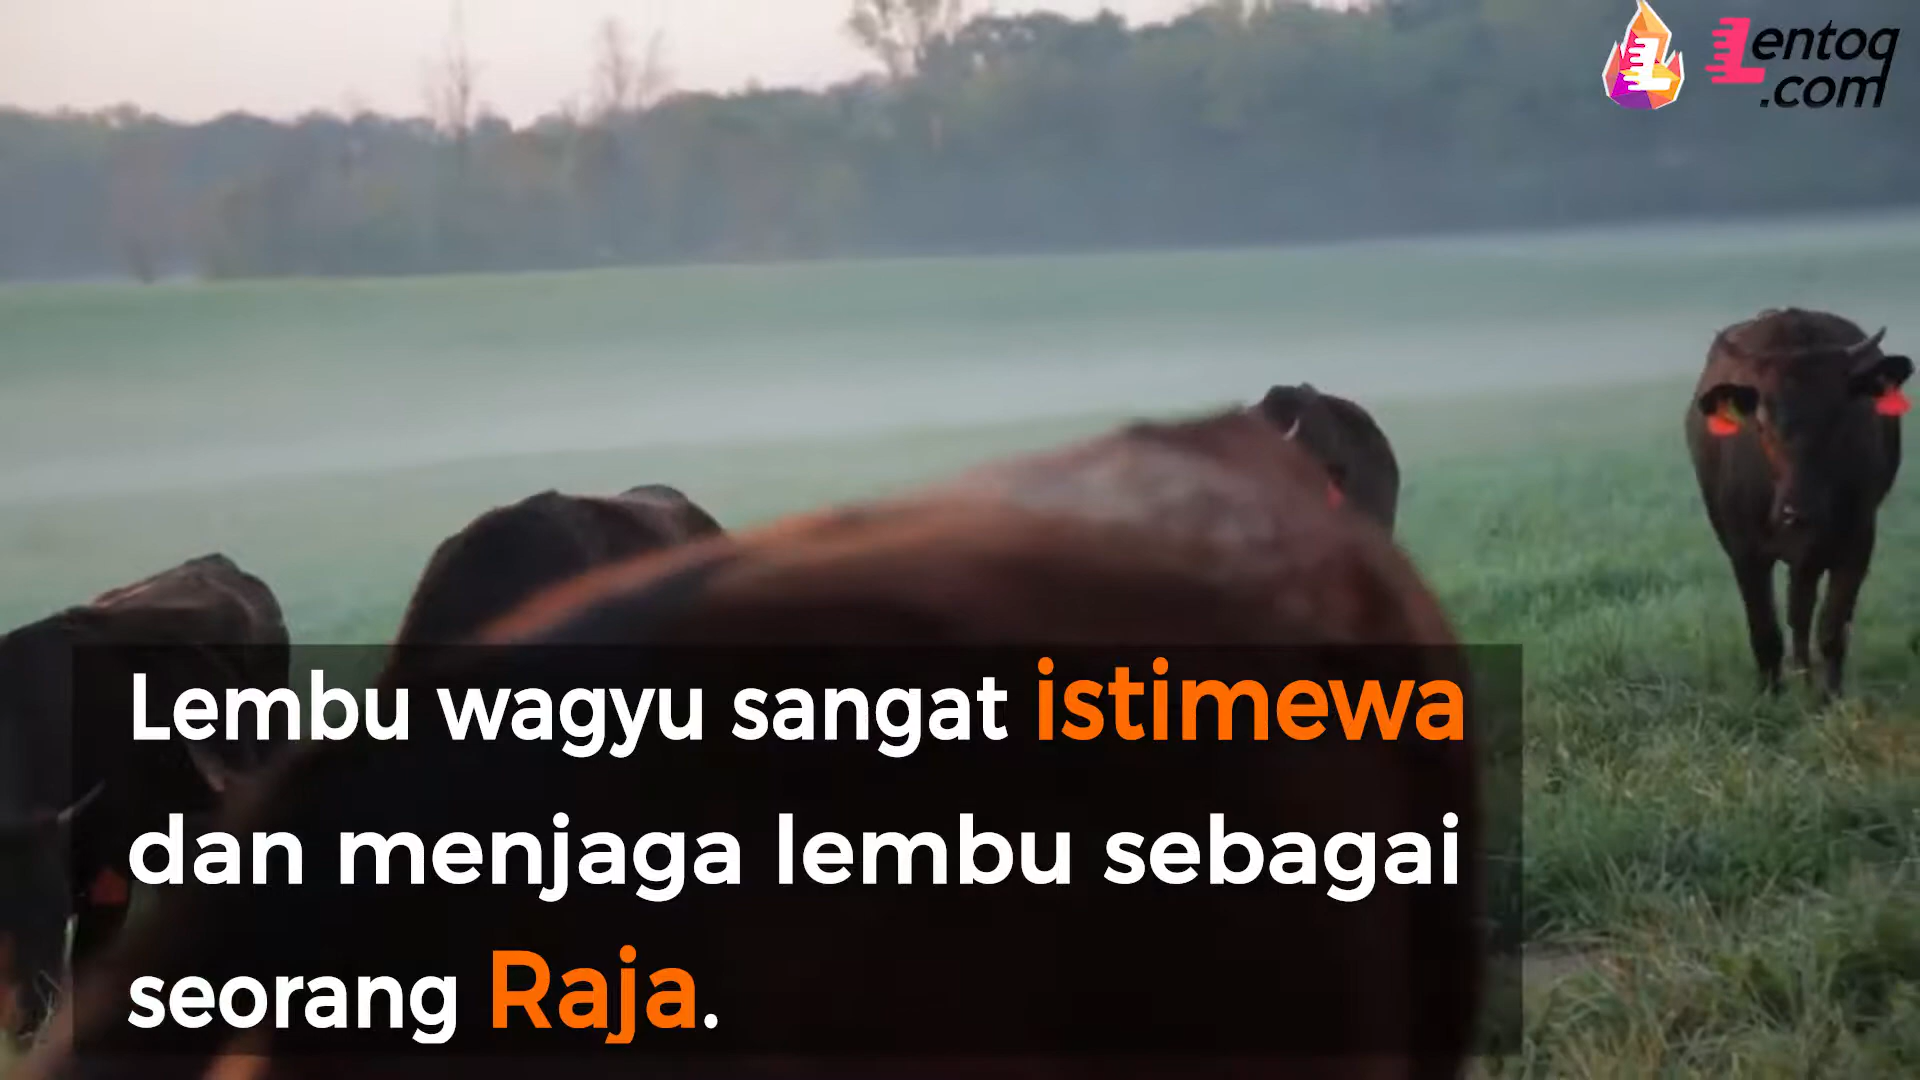 Lentoq
.com
Lembu wagyu sangat istimewa
dan menjaga lembu sebagai
seorang Raja.